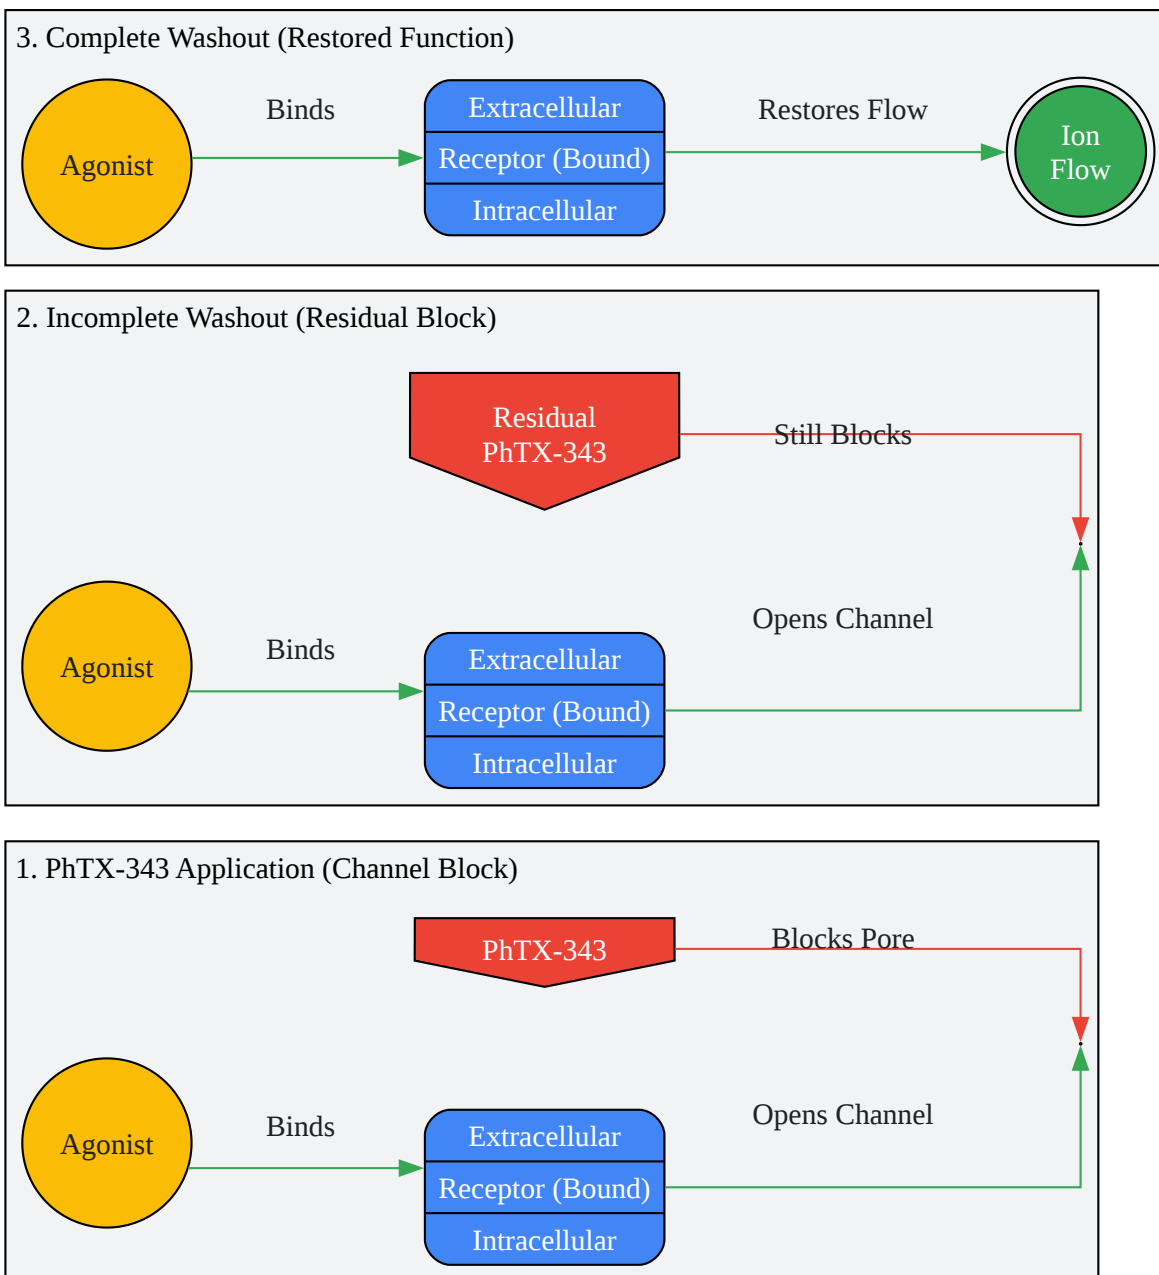 3. Complete Washout (Restored Function)
Agonist
Binds
Extracellular
Receptor (Bound)
Intracellular
Restores Flow
Ion
Flow
2. Incomplete Washout (Residual Block)
Residual
PhTX-343
Still Blocks
Agonist
Binds
Extracellular
Receptor (Bound)
Intracellular
Opens Channel
1. PhTX-343 Application (Channel Block)
PhTX-343
Blocks Pore
Agonist
Binds
Extracellular
Receptor (Bound)
Intracellular
Opens Channel